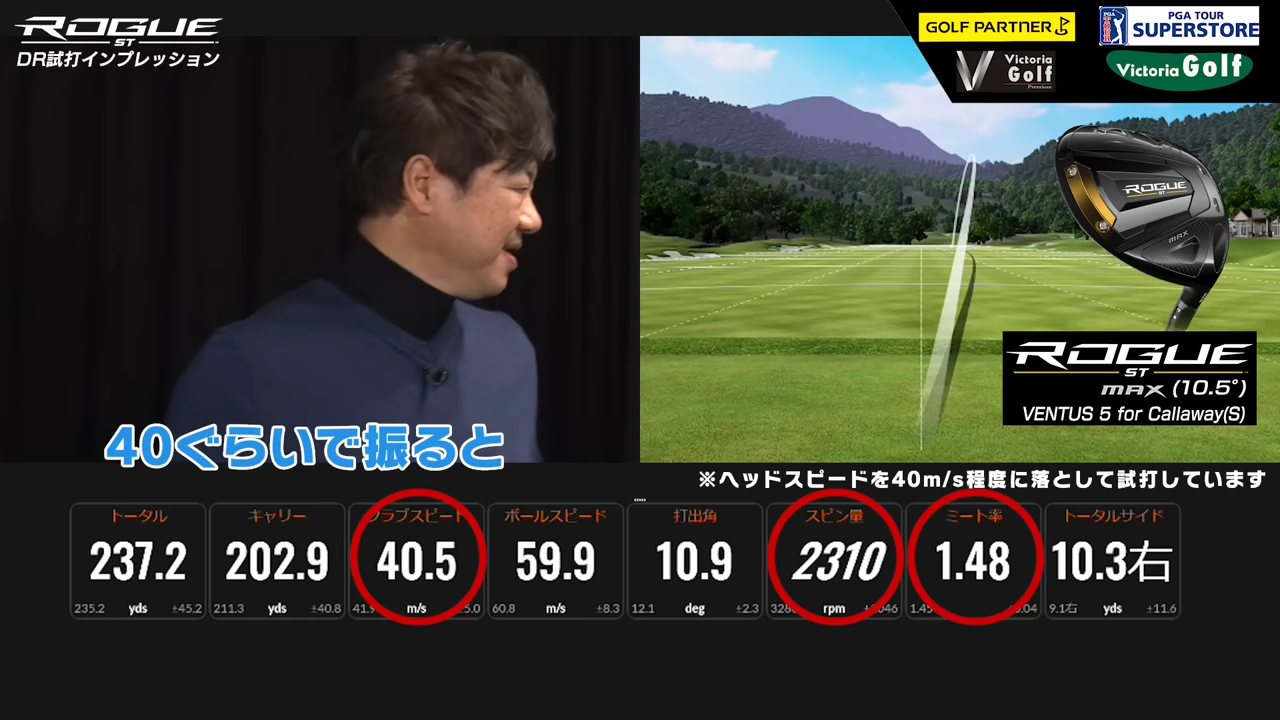 ROGUE
ST
DR試打インプレッション
GOLF PARTNER
PGA TOUR
SUPERSTORE
Victoria
Golf
Premium
Victoria Golf
ROGUE
ST
MAX
ROGUE
ST
MAX (10.5°)
VENTUS 5 for Callaway(S)
40ぐらいで振ると
※ヘッドスピードを40m/s程度に落として試打しています
トータル
237.2
235.2 yds ±45.2
キャリー
202.9
211.3 yds ±40.8
クラブスピード
40.5
m/s
ボールスピード
59.9
60.8 m/s ±8.3
打出角
10.9
12.1 deg ±2.3
スピン量
2310
rpm
ミート率
1.48
トータルサイド
10.3右
9.1右 yds ±11.6